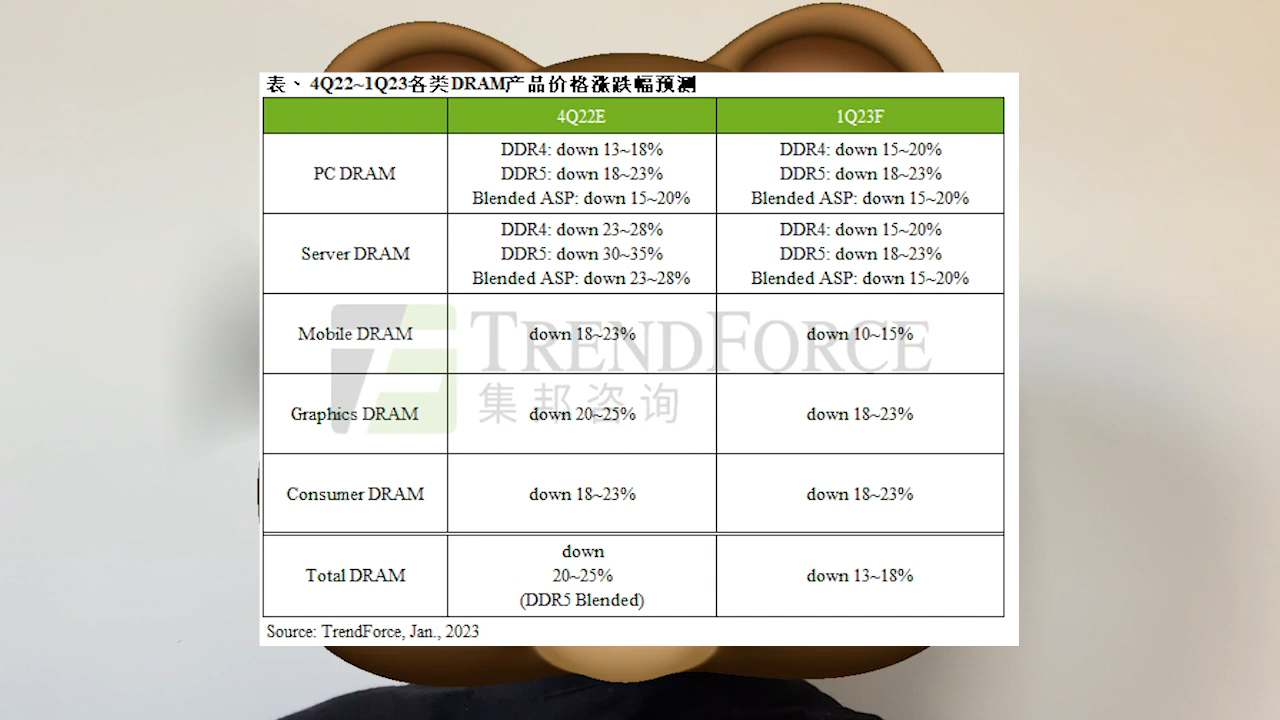 表、4Q22~1Q23各类DRAM产品价格涨跌幅预测
4Q22E
1Q23F
PC DRAM
DDR4: down 13~18%
DDR5: down 18~23%
Blended ASP: down 15~20%
DDR4: down 15~20%
DDR5: down 18~23%
Blended ASP: down 15~20%
Server DRAM
DDR4: down 23~28%
DDR5: down 30~35%
Blended ASP: down 23~28%
DDR4: down 15~20%
DDR5: down 18~23%
Blended ASP: down 15~20%
Mobile DRAM
down 18~23%
down 10~15%
TRENDFORCE
集邦咨询
Graphics DRAM
down 20~25%
down 18~23%
Consumer DRAM
down 18~23%
down 18~23%
Total DRAM
down
20~25%
(DDR5 Blended)
down 13~18%
Source: TrendForce, Jan., 2023